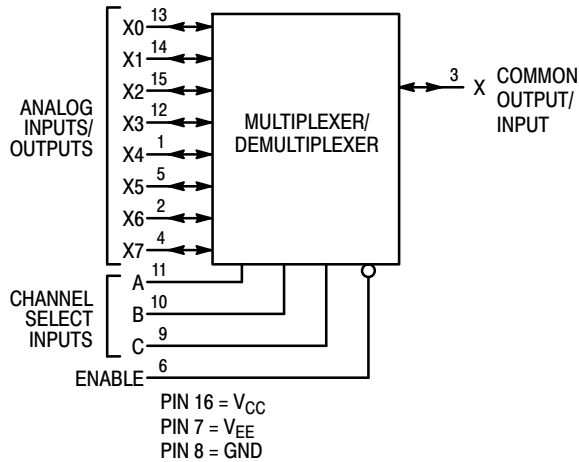 X0 13
X1 14
X2 15
X3 12
X4 1
X5 5
X6 2
X7 4
ANALOG
INPUTS/
OUTPUTS
MULTIPLEXER/
DEMULTIPLEXER
3 X COMMON
OUTPUT/
INPUT
A 11
B 10
C 9
CHANNEL
SELECT
INPUTS
ENABLE 6
PIN 16 = VCC
PIN 7 = VEE
PIN 8 = GND